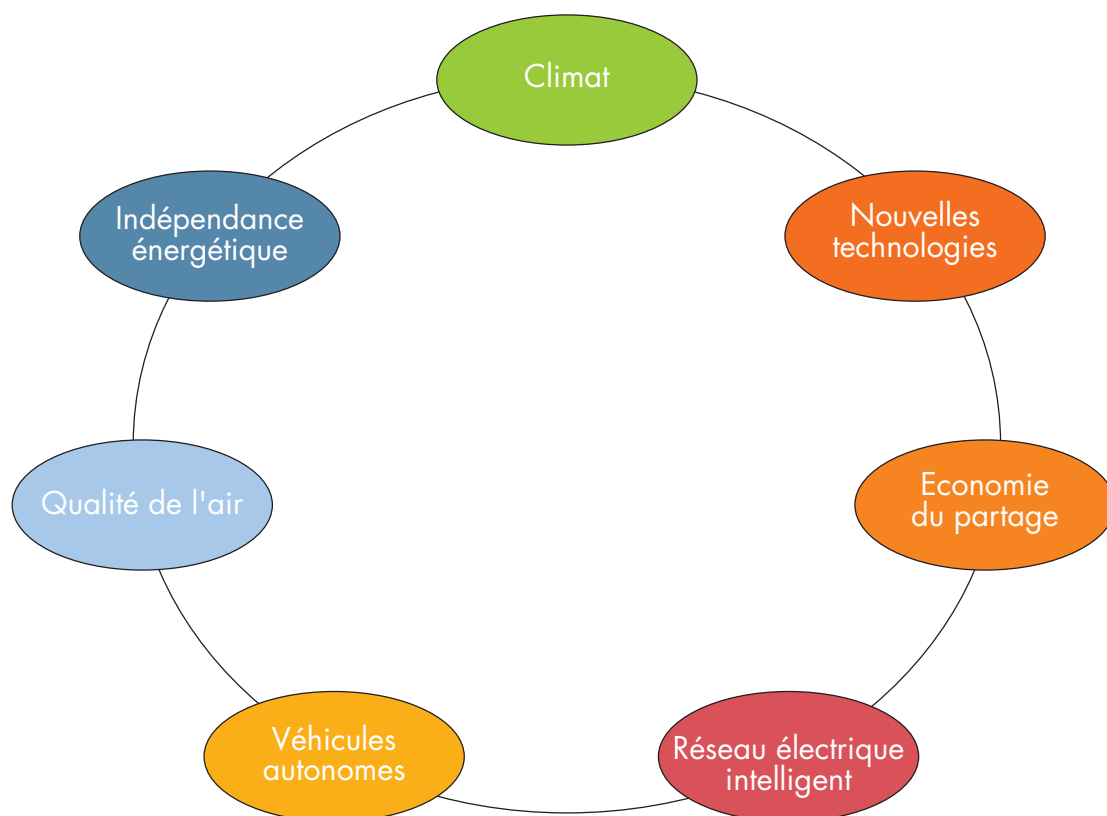 Climat
Indépendance
énergétique
Nouvelles
technologies
Qualité de l'air
Economie
du partage
Véhicules
autonomes
Réseau électrique
intelligent